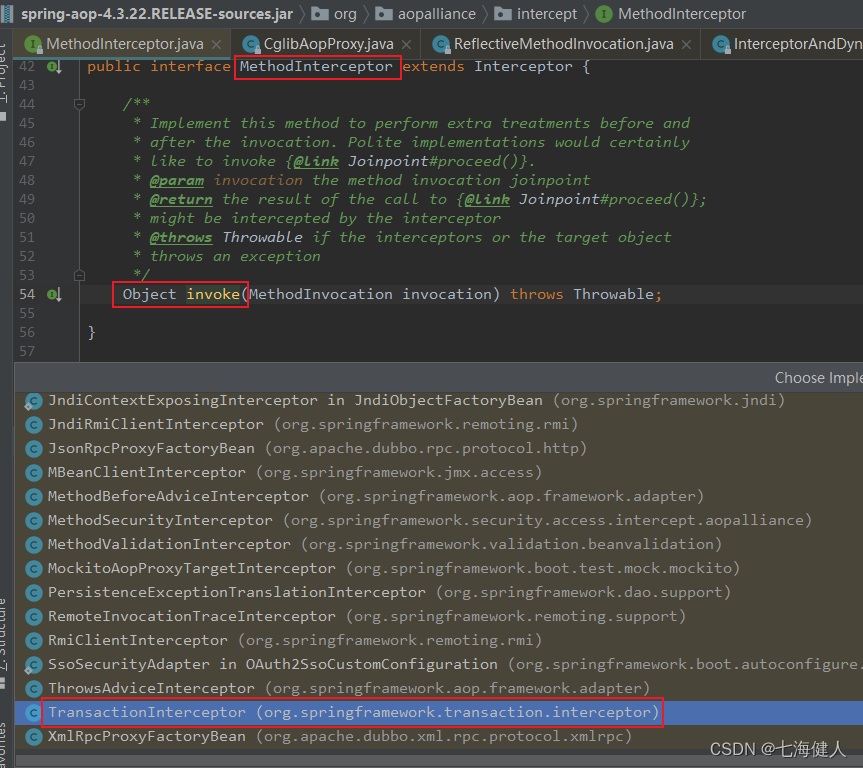 spring-aop-4.3.22.RELEASE-sources.jar org aopalliance intercept MethodInterceptor
MethodInterceptor.java CglibAopProxy.java ReflectiveMethodInvocation.java InterceptorAndDyn
1: Project
42 public interface MethodInterceptor extends Interceptor {
43
44 /**
45 * Implement this method to perform extra treatments before and
46 * after the invocation. Polite implementations would certainly
47 * like to invoke {@link Joinpoint#proceed()}.
48 * @param invocation the method invocation joinpoint
49 * @return the result of the call to {@link Joinpoint#proceed()};
50 * might be intercepted by the interceptor
51 * @throws Throwable if the interceptors or the target object
52 * throws an exception
53 */
54 Object invoke(MethodInvocation invocation) throws Throwable;
55
56 }
57
Choose Imple
JndiContextExposingInterceptor in JndiObjectFactoryBean (org.springframework.jndi)
JndiRmiClientInterceptor (org.springframework.remoting.rmi)
JsonRpcProxyFactoryBean (org.apache.dubbo.rpc.protocol.http)
MBeanClientInterceptor (org.springframework.jmx.access)
MethodBeforeAdviceInterceptor (org.springframework.aop.framework.adapter)
MethodSecurityInterceptor (org.springframework.security.access.intercept.aopalliance)
MethodValidationInterceptor (org.springframework.validation.beanvalidation)
MockitoAopProxyTargetInterceptor (org.springframework.boot.test.mock.mockito)
PersistenceExceptionTranslationInterceptor (org.springframework.dao.support)
RemoteInvocationTraceInterceptor (org.springframework.remoting.support)
RmiClientInterceptor (org.springframework.remoting.rmi)
SsoSecurityAdapter in OAuth2SsoCustomConfiguration (org.springframework.boot.autoconfigure.
ThrowsAdviceInterceptor (org.springframework.aop.framework.adapter)
TransactionInterceptor (org.springframework.transaction.interceptor)
XmlRpcProxyFactoryBean (org.apache.dubbo.xml.rpc.protocol.xmlrpc)
7: Structure
avorites
CSDN @七海健人